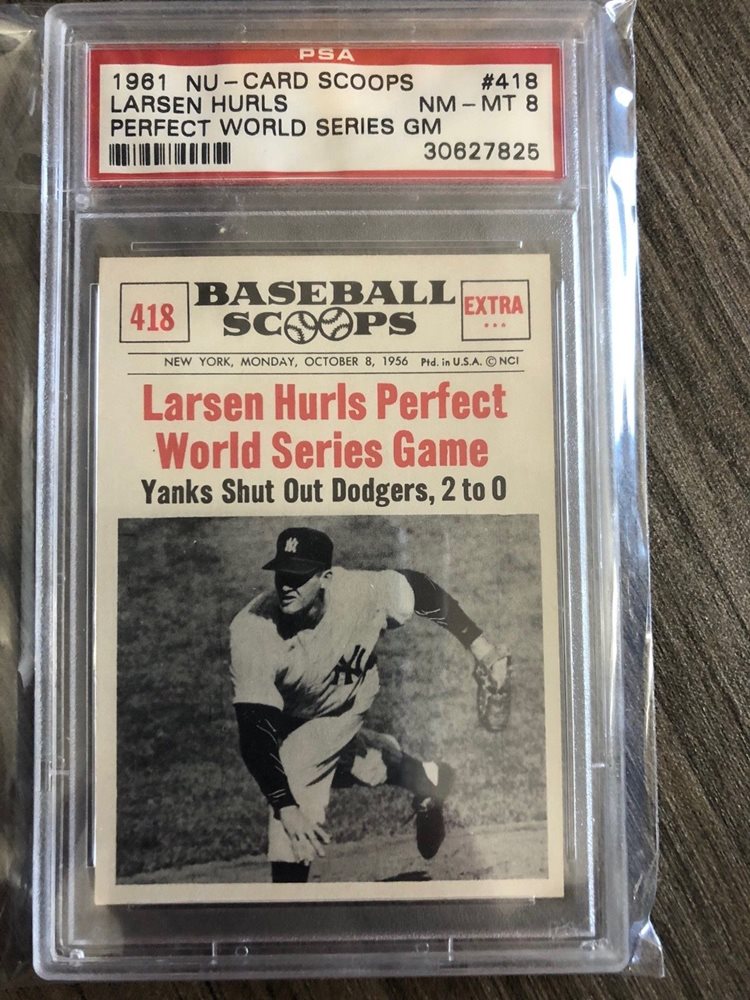 PSA
1961 NU-CARD SCOOPS #418
LARSEN HURLS NM-MT 8
PERFECT WORLD SERIES GM
30627825
418 BASEBALL SCOOPS EXTRA
NEW YORK, MONDAY, OCTOBER 8, 1956 Ptd. in U.S.A. © NCI
Larsen Hurls Perfect
World Series Game
Yanks Shut Out Dodgers, 2 to 0
NY
NY